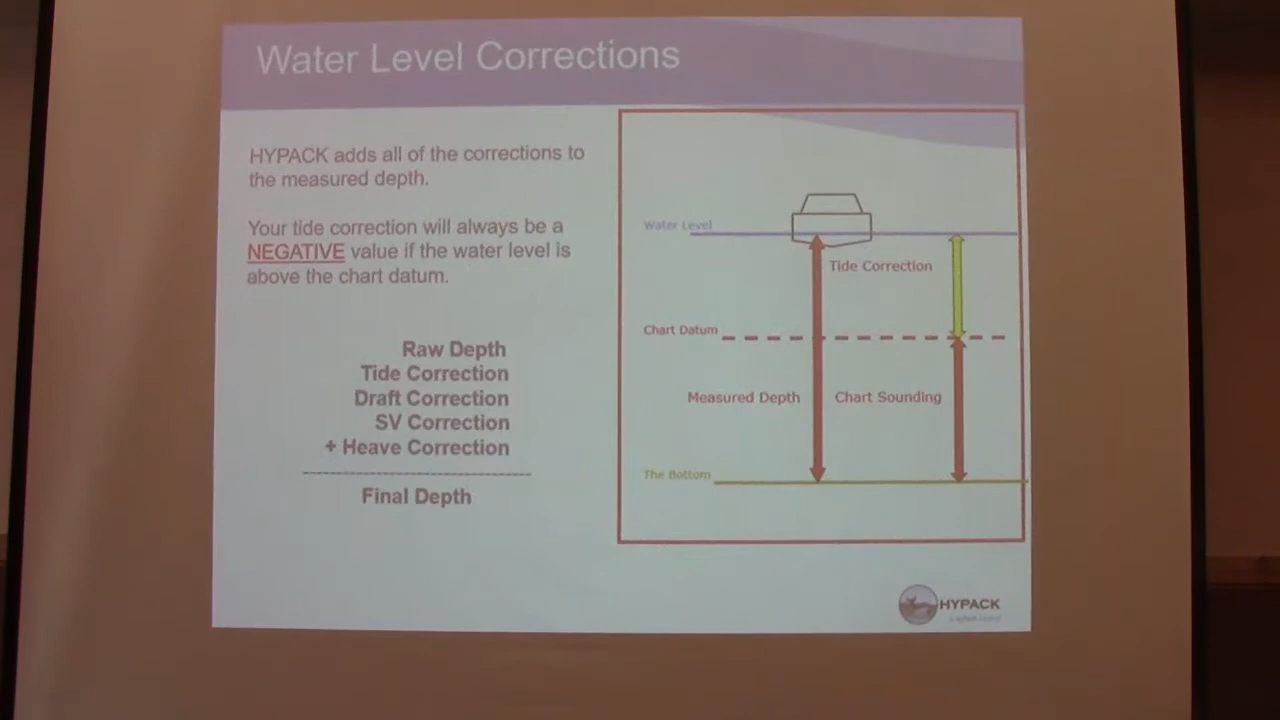 Water Level Corrections
HYPACK adds all of the corrections to
the measured depth.
Your tide correction will always be a
NEGATIVE value if the water level is
above the chart datum.
Raw Depth
Tide Correction
Draft Correction
SV Correction
+ Heave Correction
Final Depth
Water Level
Tide Correction
Chart Datum
Measured Depth
Chart Sounding
The Bottom
HYPACK